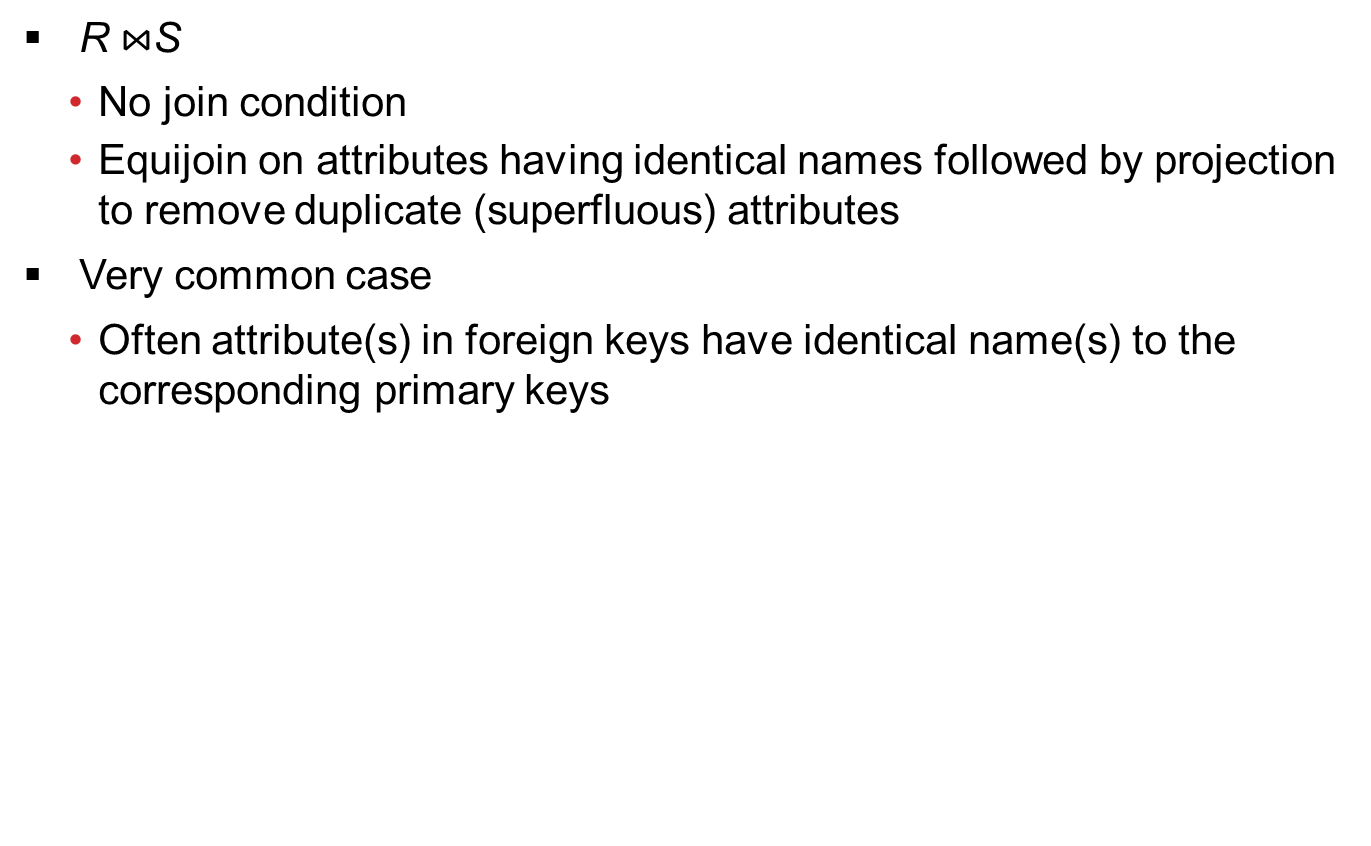 ▪ R ⋈ S
• No join condition
• Equijoin on attributes having identical names followed by projection
to remove duplicate (superfluous) attributes
▪ Very common case
• Often attribute(s) in foreign keys have identical name(s) to the
corresponding primary keys